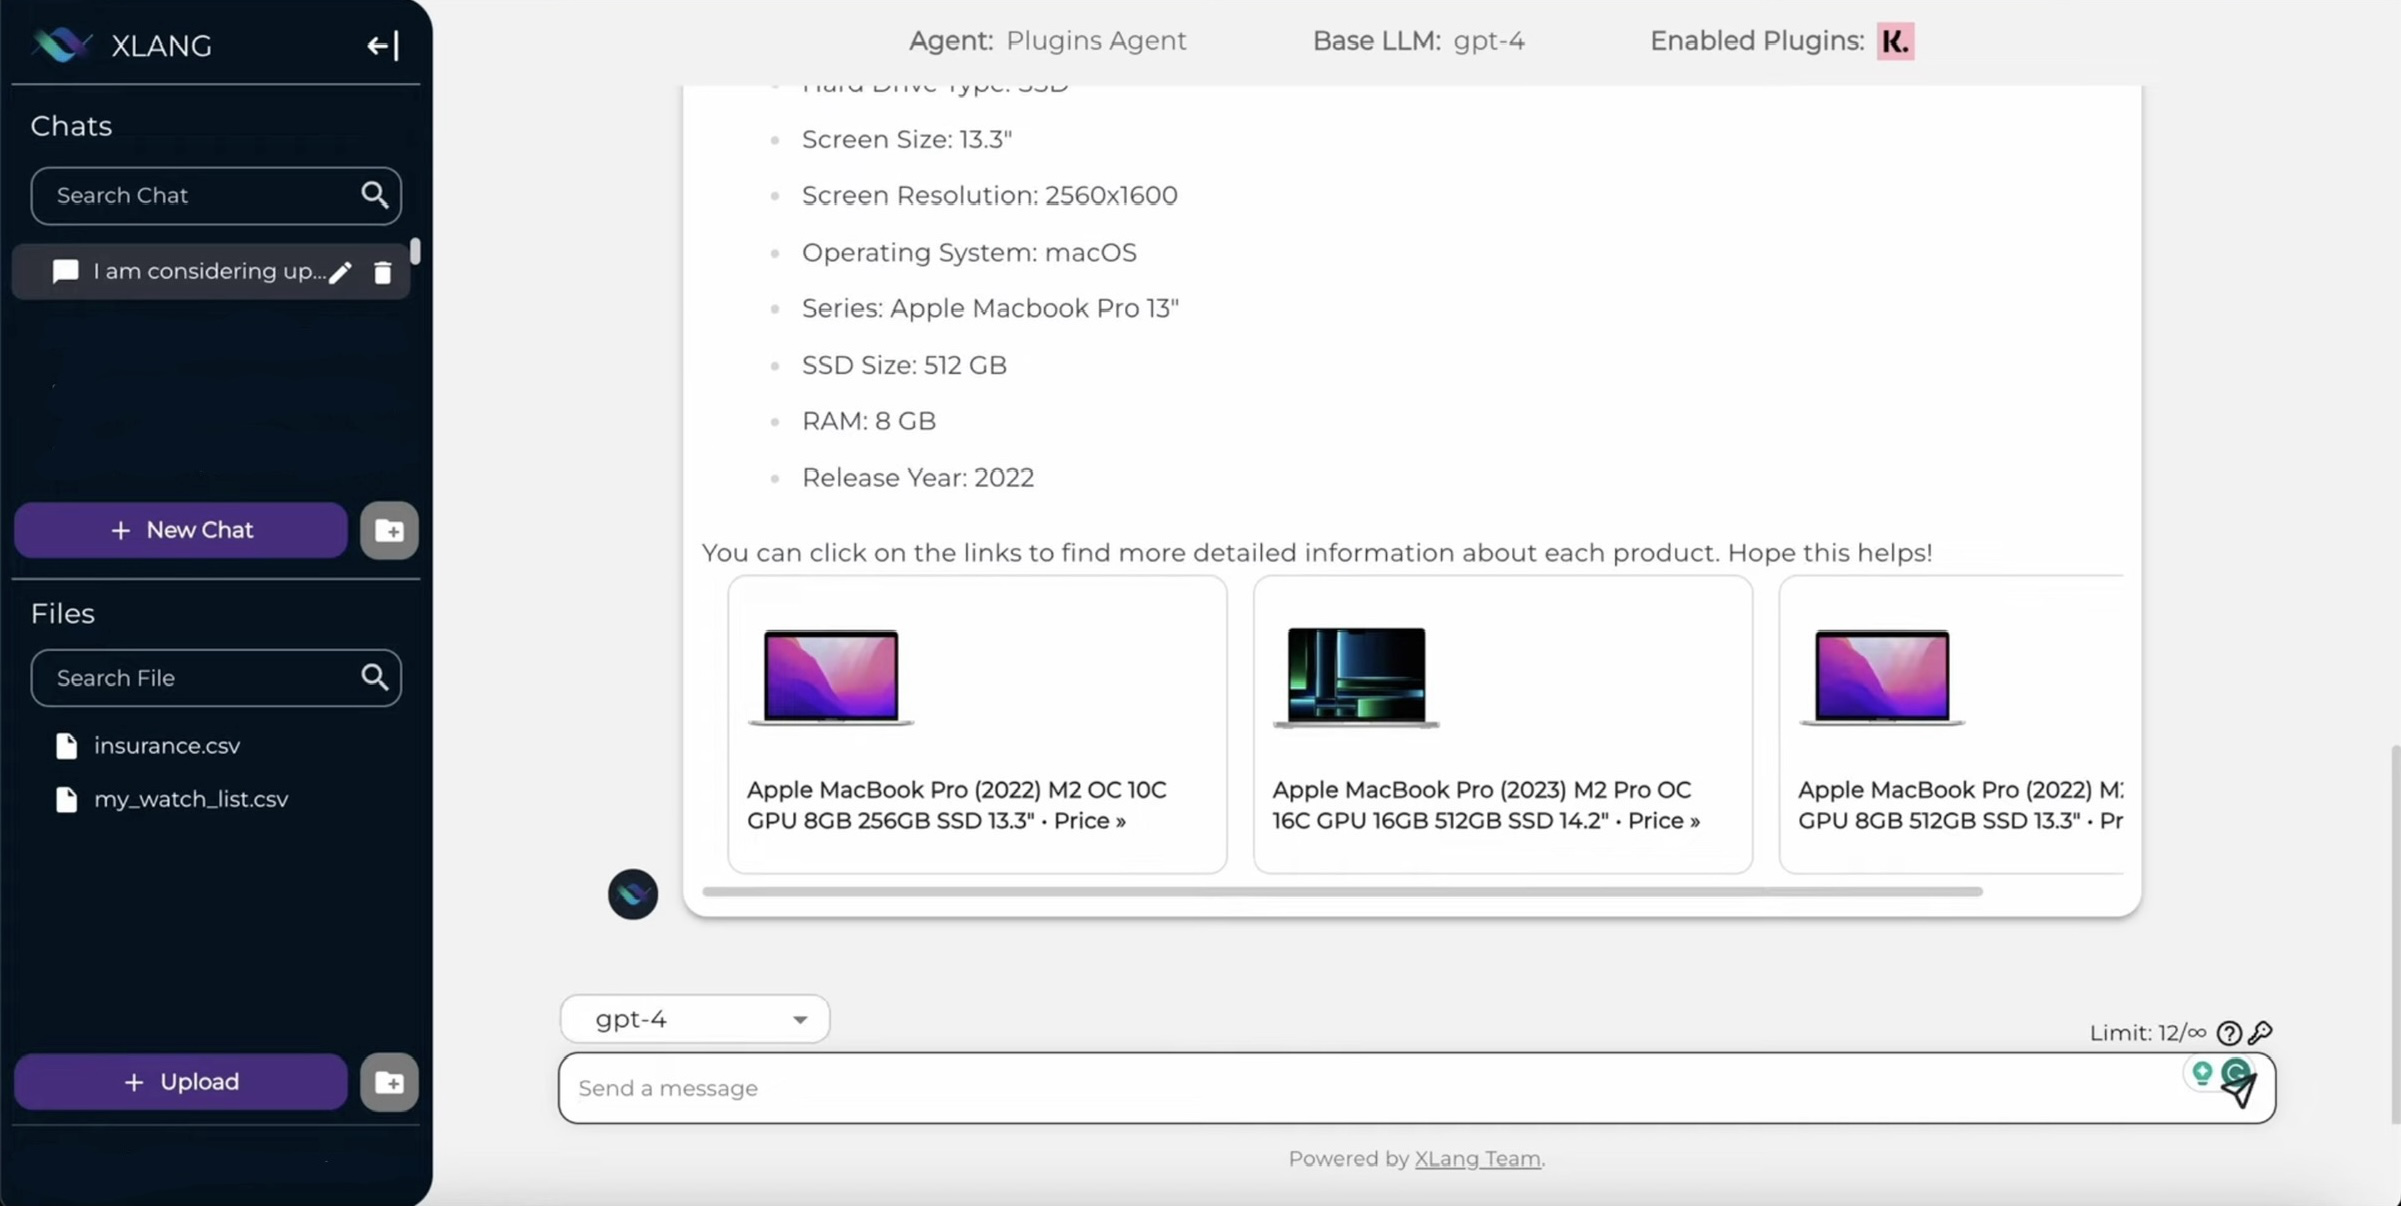 XLANG
Agent: Plugins Agent
Base LLM: gpt-4
Enabled Plugins: K.
Chats
Search Chat
I am considering up...
+ New Chat
Files
Search File
insurance.csv
my_watch_list.csv
+ Upload
Hard Drive Type: SSD
Screen Size: 13.3"
Screen Resolution: 2560x1600
Operating System: macOS
Series: Apple Macbook Pro 13"
SSD Size: 512 GB
RAM: 8 GB
Release Year: 2022
You can click on the links to find more detailed information about each product. Hope this helps!
Apple MacBook Pro (2022) M2 OC 10C
GPU 8GB 256GB SSD 13.3" • Price »
Apple MacBook Pro (2023) M2 Pro OC
16C GPU 16GB 512GB SSD 14.2" • Price »
Apple MacBook Pro (2022) M
GPU 8GB 512GB SSD 13.3" • Pr
gpt-4
Limit: 12/∞
Send a message
Powered by XLang Team.